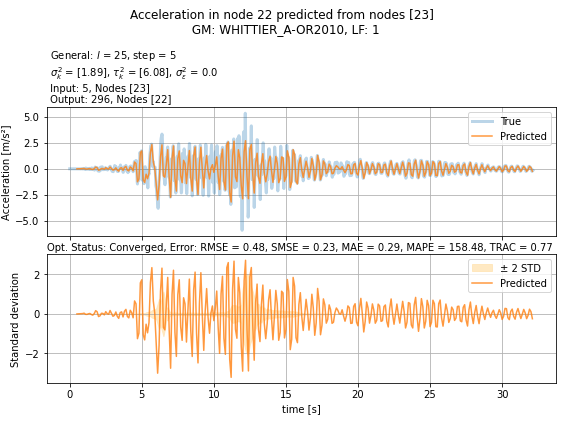 Acceleration in node 22 predicted from nodes [23]
GM: WHITTIER_A-OR2010, LF: 1
General: l = 25, step = 5
σ²ₖ = [1.89], τ²ₖ = [6.08], σ²ε = 0.0
Input: 5, Nodes [23]
Output: 296, Nodes [22]
Acceleration [m/s²]
5.0
2.5
0.0
−2.5
−5.0
True
Predicted
Opt. Status: Converged, Error: RMSE = 0.48, SMSE = 0.23, MAE = 0.29, MAPE = 158.48, TRAC = 0.77
Standard deviation
2
0
−2
± 2 STD
Predicted
0 5 10 15 20 25 30
time [s]